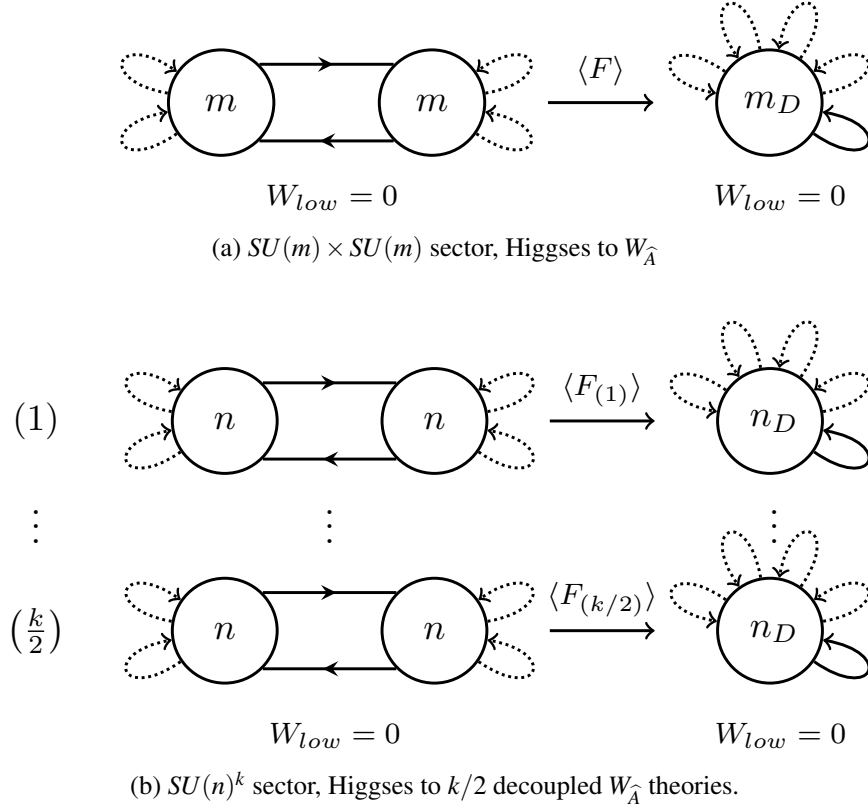 m m ⟨F⟩ m_D
W_{low} = 0 W_{low} = 0
(a) SU(m) × SU(m) sector, Higgses to W_{\widehat{A}}
(1) n n ⟨F_{(1)}⟩ n_D
⋮ ⋮ ⋮
(\frac{k}{2}) n n ⟨F_{(k/2)}⟩ n_D
W_{low} = 0 W_{low} = 0
(b) SU(n)^k sector, Higgses to k/2 decoupled W_{\widehat{A}} theories.